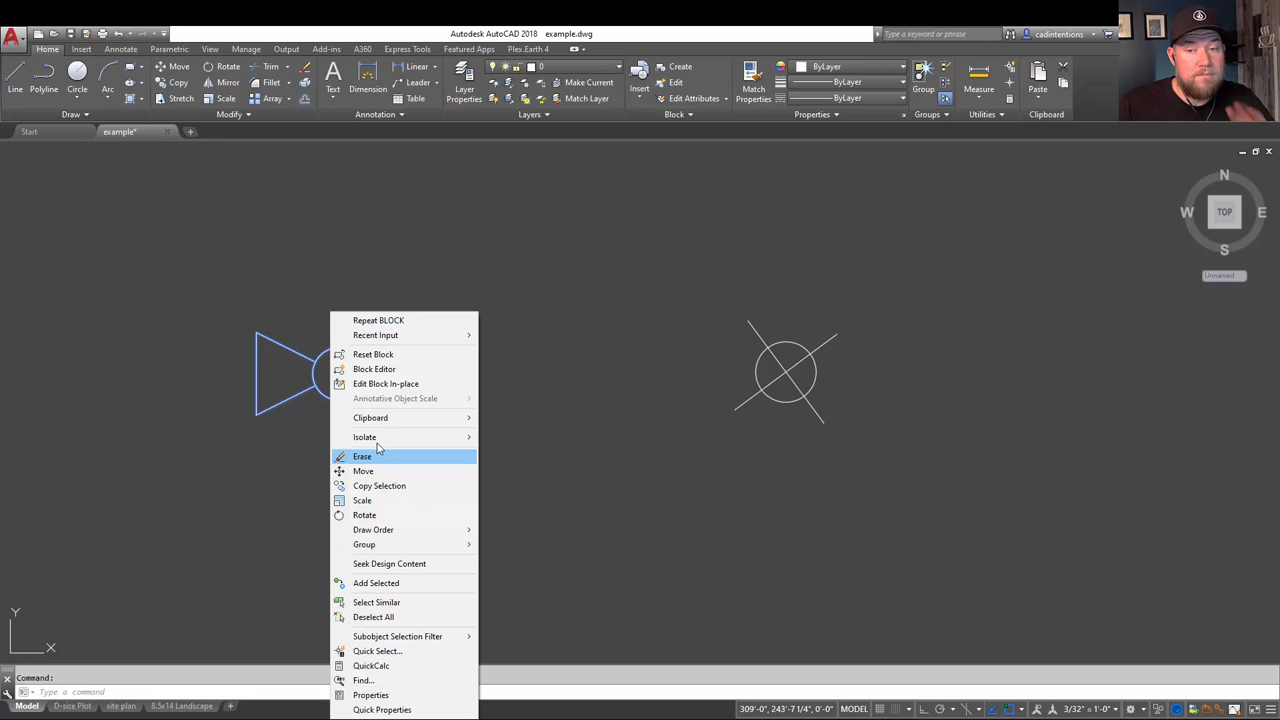 Autodesk AutoCAD 2018 example.dwg
Type a keyword or phrase
cadintentions
Home Insert Annotate Parametric View Manage Output Add-ins A360 Express Tools Featured Apps Plex.Earth 4
Line Polyline Circle Arc
Move Rotate Trim
Copy Mirror Fillet
Stretch Scale Array
Text Dimension
Linear
Leader
Table
Layer Properties
0
Make Current
Match Layer
Insert
Create
Edit
Edit Attributes
Match Properties
ByLayer
ByLayer
ByLayer
Group
Measure
Paste
Draw Modify Annotation Layers Block Properties Groups Utilities Clipboard
Start example*
N
W TOP E
S
Unnamed
Repeat BLOCK
Recent Input
Reset Block
Block Editor
Edit Block In-place
Annotative Object Scale
Clipboard
Isolate
Erase
Move
Copy Selection
Scale
Rotate
Draw Order
Group
Seek Design Content
Add Selected
Select Similar
Deselect All
Subobject Selection Filter
Quick Select...
QuickCalc
Find...
Properties
Quick Properties
Y
X
Command:
Type a command
Model D-size Plot site plan 8.5x14 Landscape
309'-0", 243'-7 1/4", 0'-0" MODEL 3/32" = 1'-0"